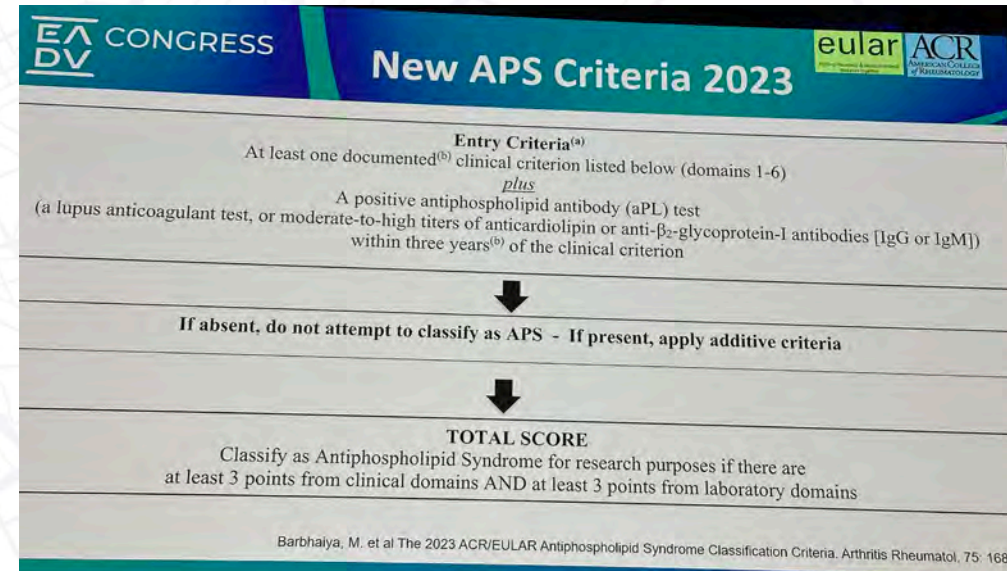 EA CONGRESS
DV
New APS Criteria 2023
eular ACR
AMERICAN COLLEGE
of RHEUMATOLOGY
Entry Criteria(a)
At least one documented(b) clinical criterion listed below (domains 1-6)
plus
A positive antiphospholipid antibody (aPL) test
(a lupus anticoagulant test, or moderate-to-high titers of anticardiolipin or anti-β2-glycoprotein-I antibodies [IgG or IgM])
within three years(b) of the clinical criterion
If absent, do not attempt to classify as APS - If present, apply additive criteria
TOTAL SCORE
Classify as Antiphospholipid Syndrome for research purposes if there are
at least 3 points from clinical domains AND at least 3 points from laboratory domains
Barbhaiya, M. et al The 2023 ACR/EULAR Antiphospholipid Syndrome Classification Criteria. Arthritis Rheumatol, 75: 168